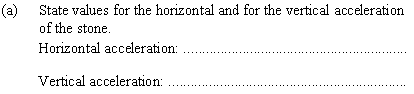 (a) State values for the horizontal and for the vertical acceleration
of the stone.
Horizontal acceleration: ............................................................
Vertical acceleration: ................................................................